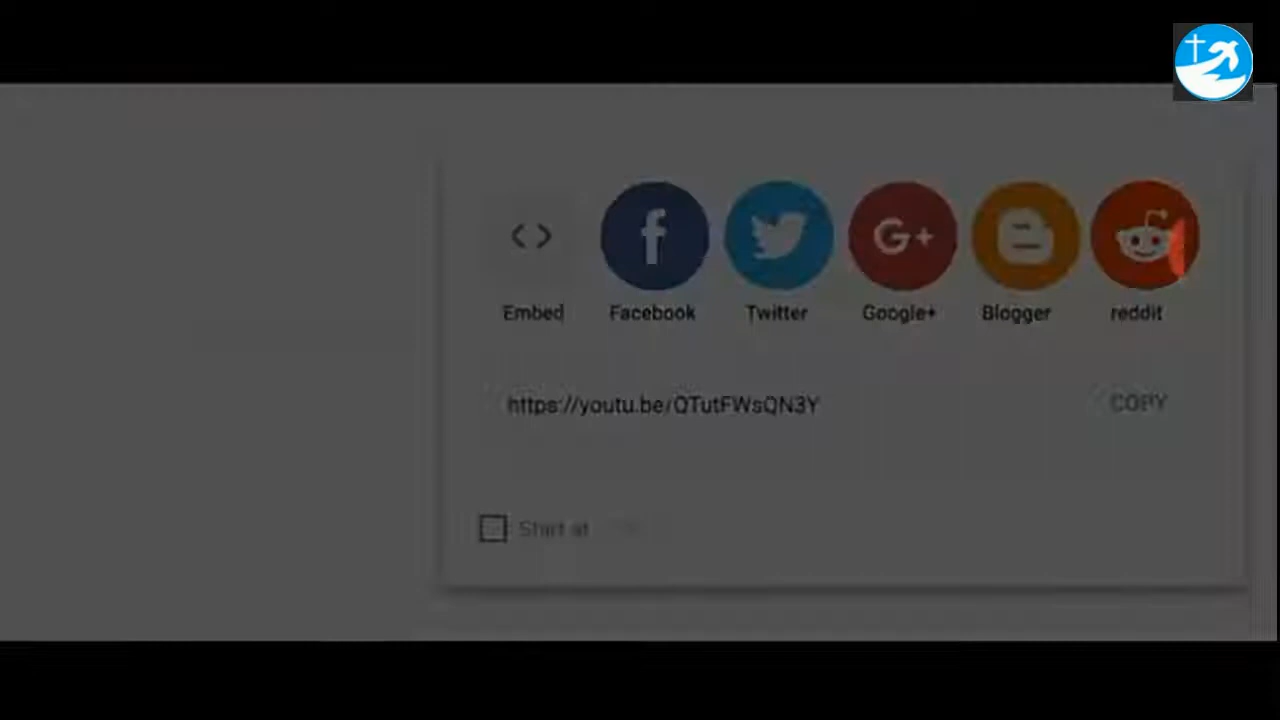 Embed Facebook Twitter Google+ Blogger reddit
https://youtu.be/QTutFWsQN3Y COPY
Start at